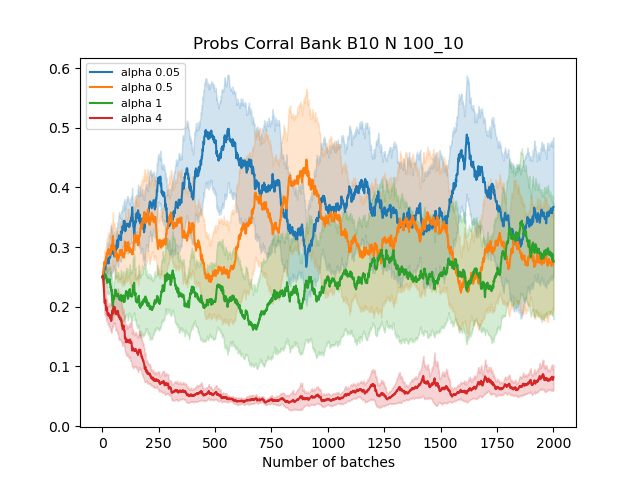 Probs Corral Bank B10 N 100_10
alpha 0.05
alpha 0.5
alpha 1
alpha 4
0.6
0.5
0.4
0.3
0.2
0.1
0.0
0 250 500 750 1000 1250 1500 1750 2000
Number of batches